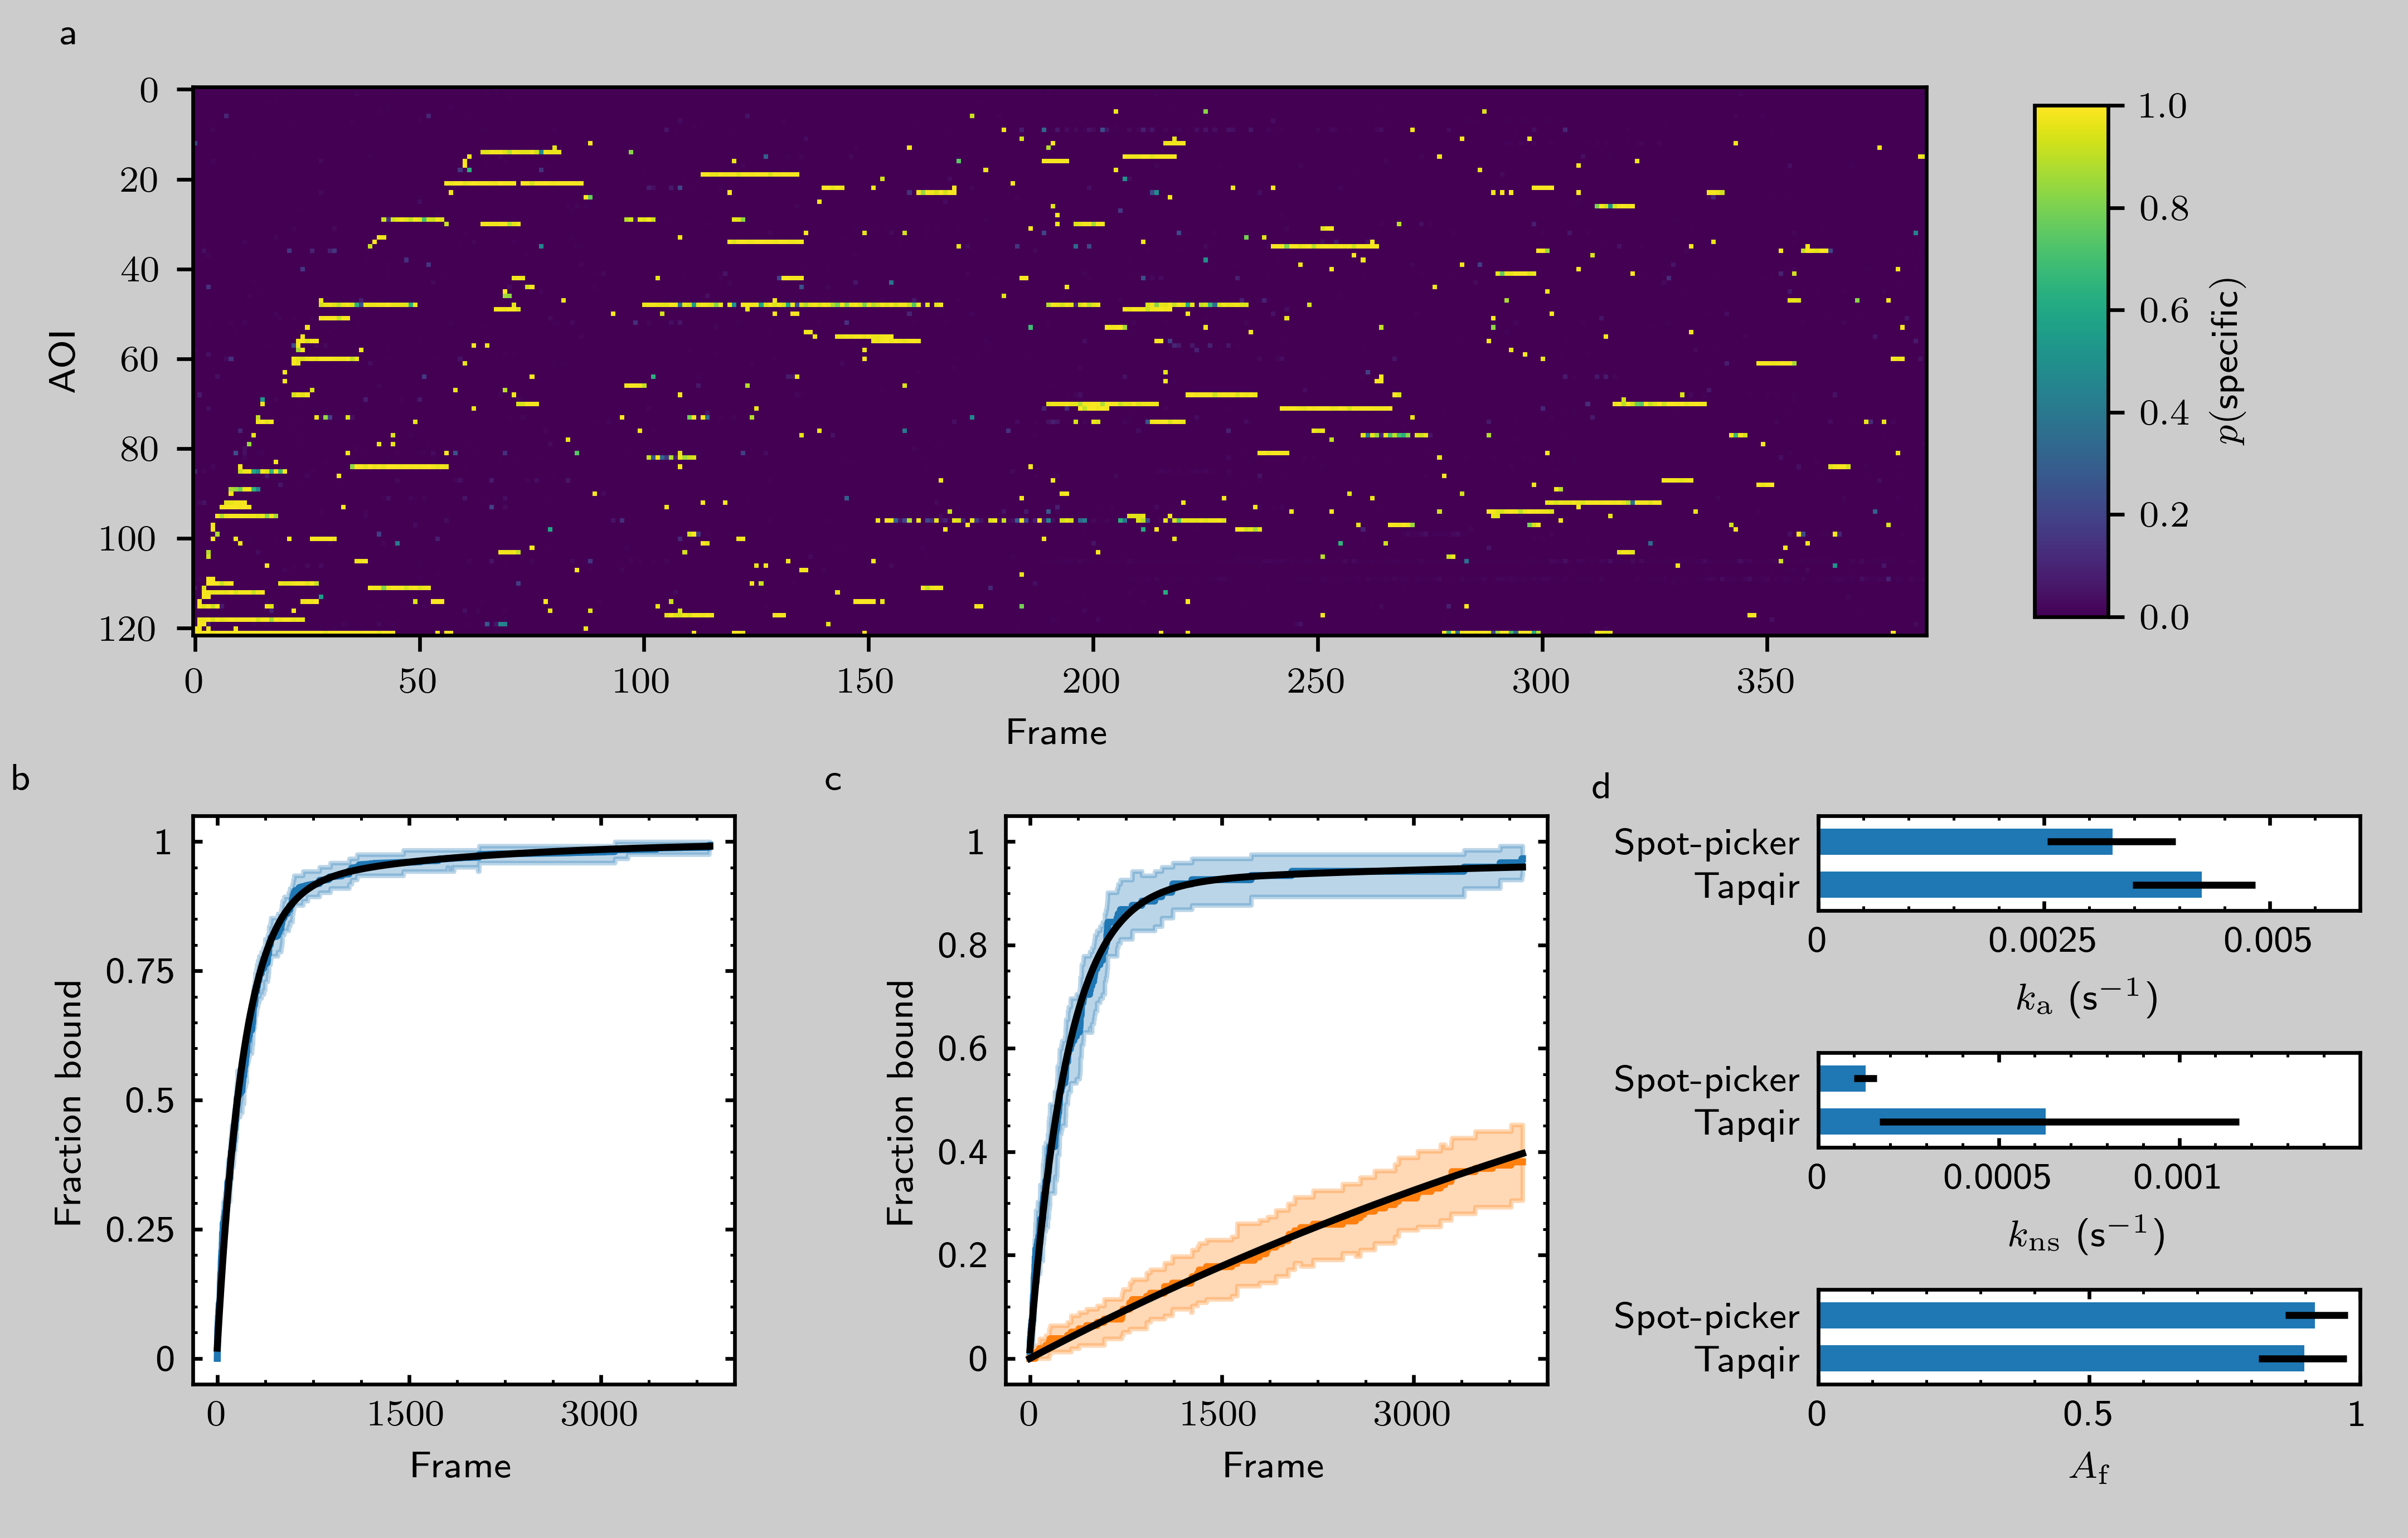 a
0
20
40
60
80
100
120
AOI
0 50 100 150 200 250 300 350
Frame
1.0
0.8
0.6
0.4
0.2
0.0
p(specific)
b
1
0.75
0.5
0.25
0
Fraction bound
0 1500 3000
Frame
c
1
0.8
0.6
0.4
0.2
0
Fraction bound
0 1500 3000
Frame
d
Spot-picker
Tapqir
0 0.0025 0.005
kₐ (s⁻¹)
Spot-picker
Tapqir
0 0.0005 0.001
kₙₛ (s⁻¹)
Spot-picker
Tapqir
0 0.5 1
A_f